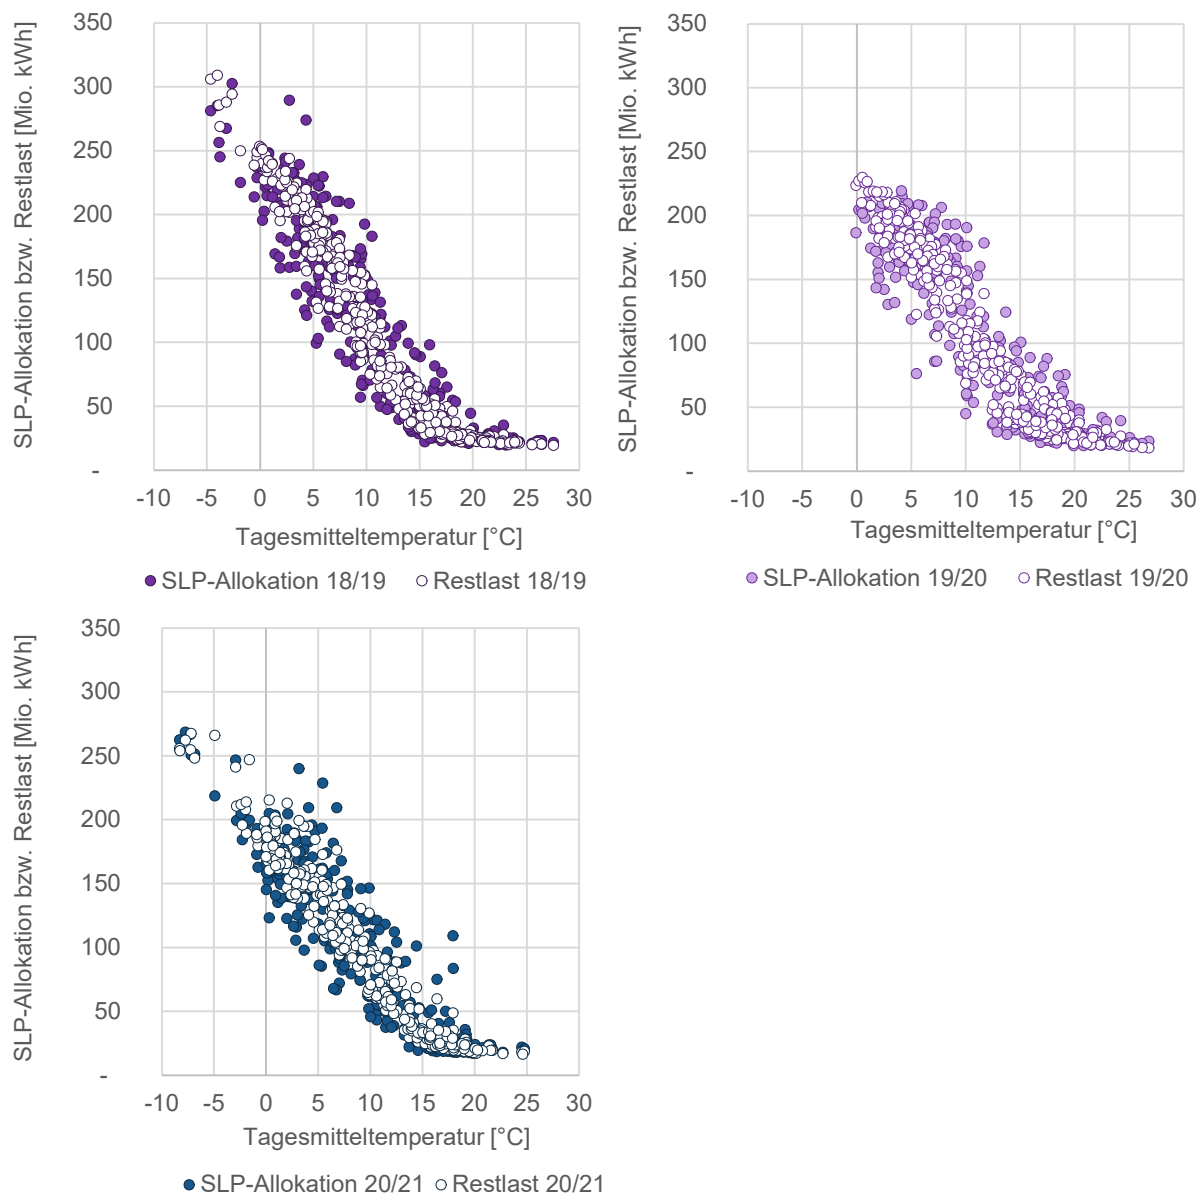 SLP-Allokation bzw. Restlast [Mio. kWh]
350
300
250
200
150
100
50
-
-10 -5 0 5 10 15 20 25 30
Tagesmitteltemperatur [°C]
SLP-Allokation 18/19 Restlast 18/19
SLP-Allokation bzw. Restlast [Mio. kWh]
350
300
250
200
150
100
50
-
-10 -5 0 5 10 15 20 25 30
Tagesmitteltemperatur [°C]
SLP-Allokation 19/20 Restlast 19/20
SLP-Allokation bzw. Restlast [Mio. kWh]
350
300
250
200
150
100
50
-
-10 -5 0 5 10 15 20 25 30
Tagesmitteltemperatur [°C]
SLP-Allokation 20/21 Restlast 20/21